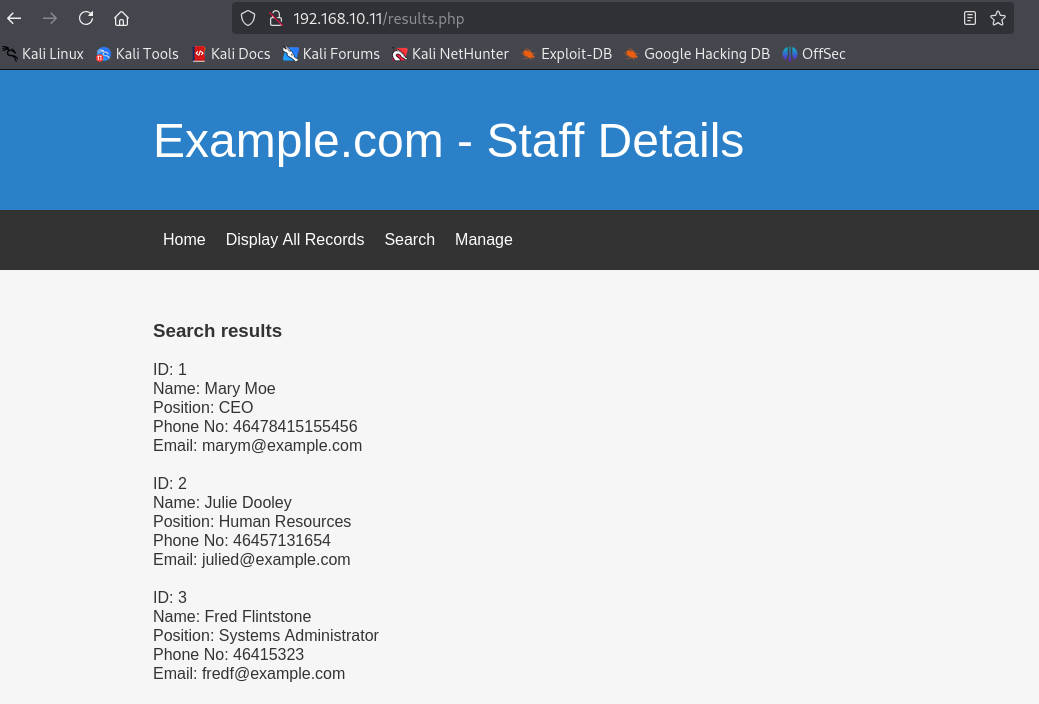 192.168.10.11/results.php
Kali Linux Kali Tools Kali Docs Kali Forums Kali NetHunter Exploit-DB Google Hacking DB OffSec
Example.com - Staff Details
Home Display All Records Search Manage
Search results
ID: 1
Name: Mary Moe
Position: CEO
Phone No: 46478415155456
Email: marym@example.com
ID: 2
Name: Julie Dooley
Position: Human Resources
Phone No: 46457131654
Email: julied@example.com
ID: 3
Name: Fred Flintstone
Position: Systems Administrator
Phone No: 46415323
Email: fredf@example.com